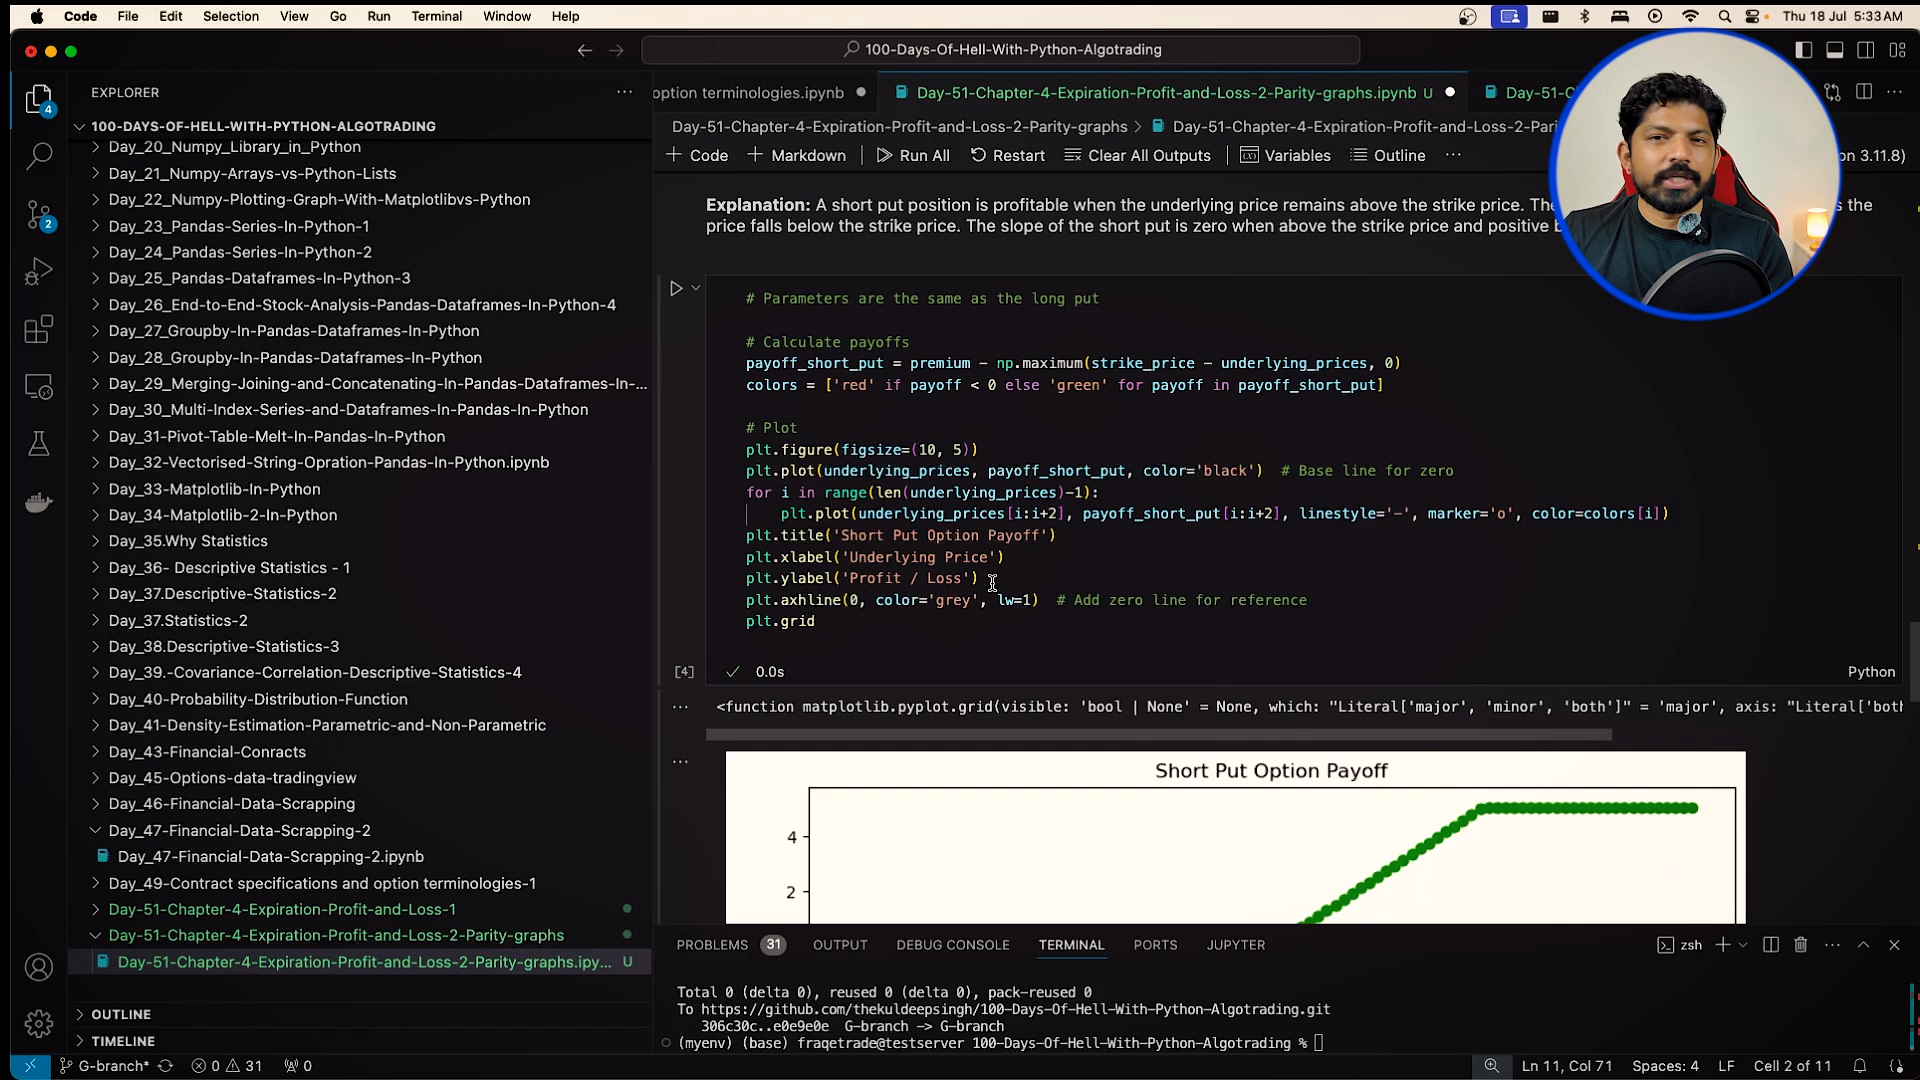 Code File Edit Selection View Go Run Terminal Window Help Thu 18 Jul 5:33 AM
100-Days-Of-Hell-With-Python-Algotrading
EXPLORER
100-DAYS-OF-HELL-WITH-PYTHON-ALGOTRADING
Day_20_Numpy_Library_in_Python
Day_21_Numpy-Arrays-vs-Python-Lists
Day_22_Numpy-Plotting-Graph-With-Matplotlibvs-Python
Day_23_Pandas-Series-In-Python-1
Day_24_Pandas-Series-In-Python-2
Day_25_Pandas-Dataframes-In-Python-3
Day_26_End-to-End-Stock-Analysis-Pandas-Dataframes-In-Python-4
Day_27_Groupby-In-Pandas-Dataframes-In-Python
Day_28_Groupby-In-Pandas-Dataframes-In-Python
Day_29_Merging-Joining-and-Concatenating-In-Pandas-Dataframes-In-...
Day_30_Multi-Index-Series-and-Dataframes-In-Pandas-In-Python
Day_31-Pivot-Table-Melt-In-Pandas-In-Python
Day_32-Vectorised-String-Opration-Pandas-In-Python.ipynb
Day_33-Matplotlib-In-Python
Day_34-Matplotlib-2-In-Python
Day_35.Why Statistics
Day_36- Descriptive Statistics - 1
Day_37.Descriptive-Statistics-2
Day_37.Statistics-2
Day_38.Descriptive-Statistics-3
Day_39.-Covariance-Correlation-Descriptive-Statistics-4
Day_40-Probability-Distribution-Function
Day_41-Density-Estimation-Parametric-and-Non-Parametric
Day_43-Financial-Conracts
Day_45-Options-data-tradingview
Day_46-Financial-Data-Scrapping
Day_47-Financial-Data-Scrapping-2
Day_47-Financial-Data-Scrapping-2.ipynb
Day_49-Contract specifications and option terminologies-1
Day-51-Chapter-4-Expiration-Profit-and-Loss-1
Day-51-Chapter-4-Expiration-Profit-and-Loss-2-Parity-graphs
Day-51-Chapter-4-Expiration-Profit-and-Loss-2-Parity-graphs.ipy... U
OUTLINE
TIMELINE
4
2
option terminologies.ipynb Day-51-Chapter-4-Expiration-Profit-and-Loss-2-Parity-graphs.ipynb U Day-51-C
Day-51-Chapter-4-Expiration-Profit-and-Loss-2-Parity-graphs > Day-51-Chapter-4-Expiration-Profit-and-Loss-2-Pari
+ Code + Markdown Run All Restart Clear All Outputs Variables Outline ... on 3.11.8)
Explanation: A short put position is profitable when the underlying price remains above the strike price. The s the
price falls below the strike price. The slope of the short put is zero when above the strike price and positive b
# Parameters are the same as the long put
# Calculate payoffs
payoff_short_put = premium - np.maximum(strike_price - underlying_prices, 0)
colors = ['red' if payoff < 0 else 'green' for payoff in payoff_short_put]
# Plot
plt.figure(figsize=(10, 5))
plt.plot(underlying_prices, payoff_short_put, color='black')  # Base line for zero
for i in range(len(underlying_prices)-1):
plt.plot(underlying_prices[i:i+2], payoff_short_put[i:i+2], linestyle='-', marker='o', color=colors[i])
plt.title('Short Put Option Payoff')
plt.xlabel('Underlying Price')
plt.ylabel('Profit / Loss')
plt.axhline(0, color='grey', lw=1)  # Add zero line for reference
plt.grid
[4] 0.0s Python
<function matplotlib.pyplot.grid(visible: 'bool | None' = None, which: "Literal['major', 'minor', 'both']" = 'major', axis: "Literal['both
Short Put Option Payoff
4
2
PROBLEMS 31 OUTPUT DEBUG CONSOLE TERMINAL PORTS JUPYTER zsh
Total 0 (delta 0), reused 0 (delta 0), pack-reused 0
To https://github.com/thekuldeepsingh/100-Days-Of-Hell-With-Python-Algotrading.git
306c30c..e0e9e0e  G-branch -> G-branch
(myenv) (base) fraqetrade@testserver 100-Days-Of-Hell-With-Python-Algotrading %
G-branch* 0 31 0 Ln 11, Col 71 Spaces: 4 LF Cell 2 of 11